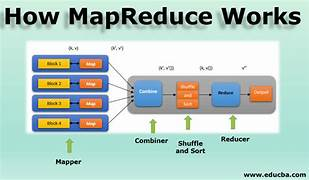 How MapReduce Works
(k, v)
(k', v')
(k', v')
(k, v')
v''
Block 1
Map
Block 2
Map
Block 3
Map
Block 4
Map
Combine
Shuffle
and
Sort
Reduce
Output
Mapper
Combiner
Shuffle
and Sort
Reducer
www.educba.com